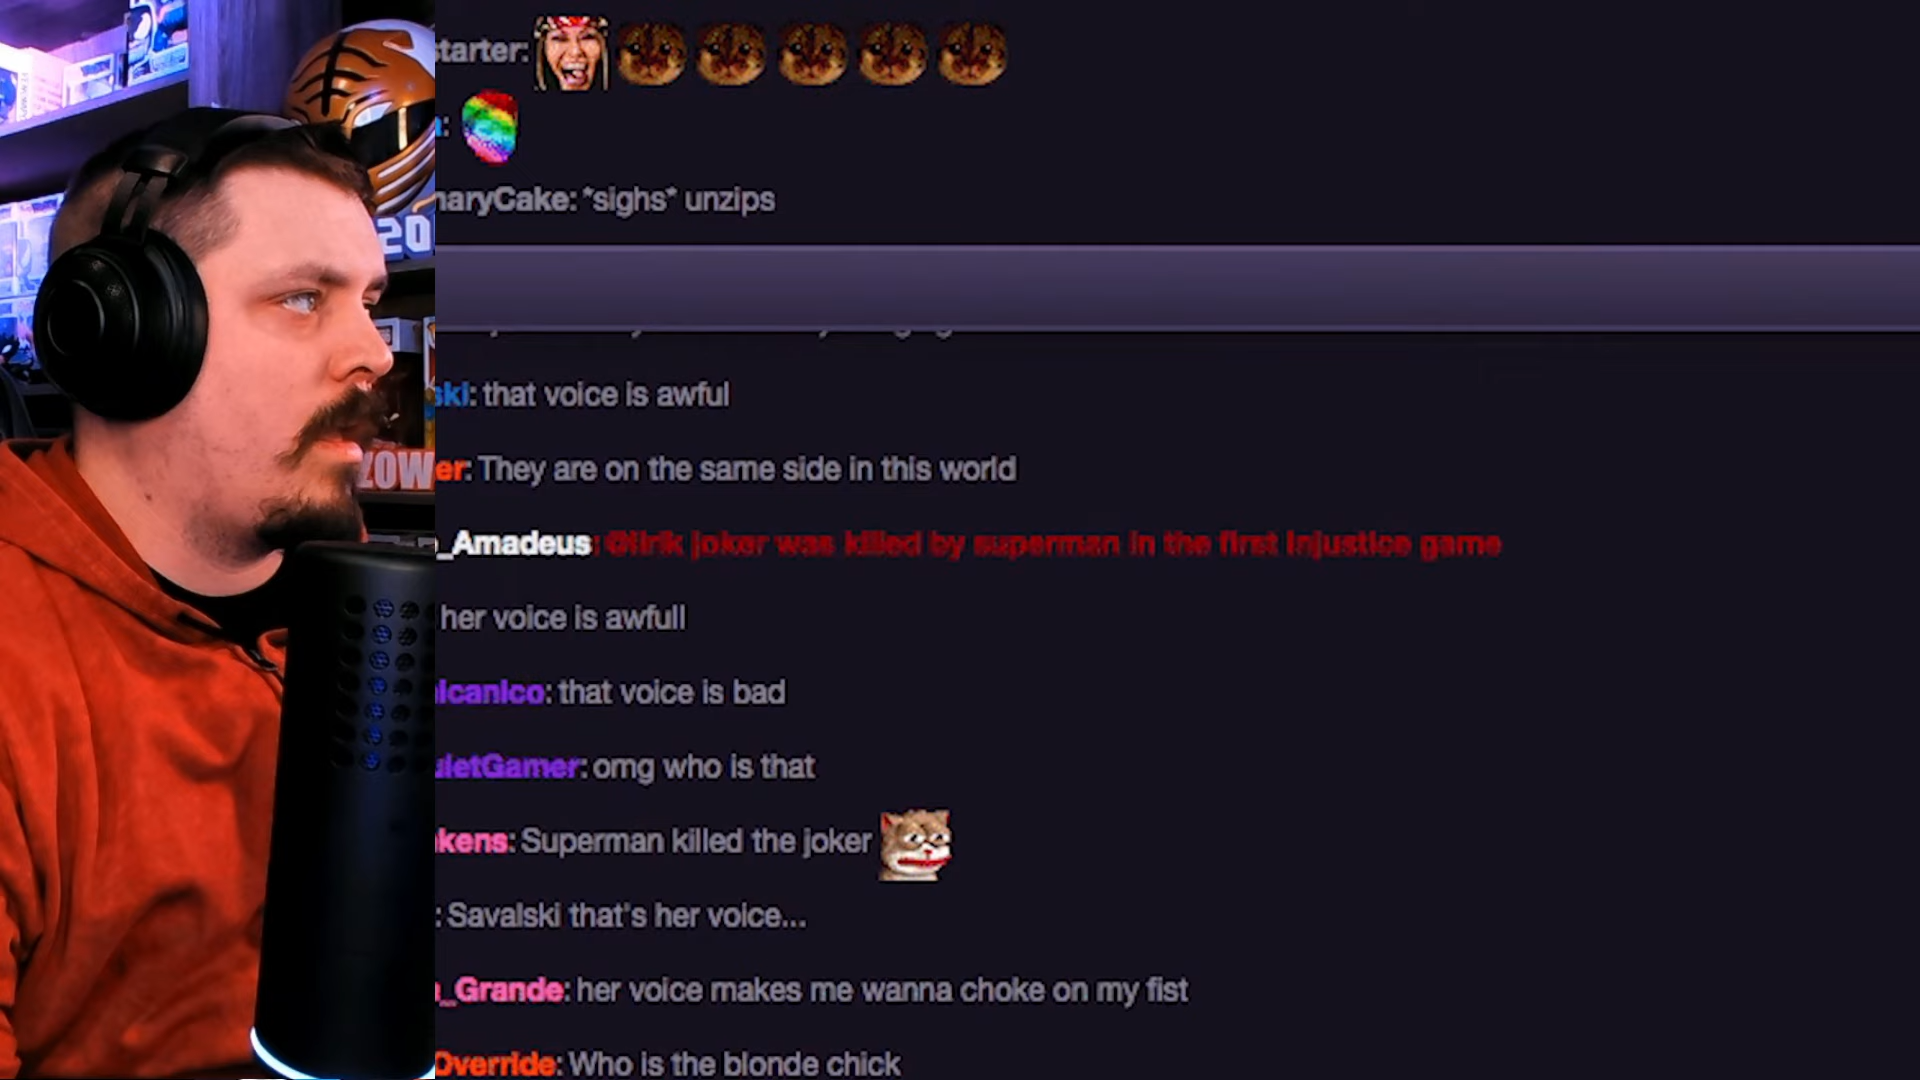 starter:
a:
naryCake: *sighs* unzips
20
ski: that voice is awful
er: They are on the same side in this world
_Amadeus: @lirik joker was killed by superman in the first injustice game
her voice is awfull
alcanico: that voice is bad
uietGamer: omg who is that
kens: Superman killed the joker
: Savalski that's her voice...
_Grande: her voice makes me wanna choke on my fist
Override: Who is the blonde chick